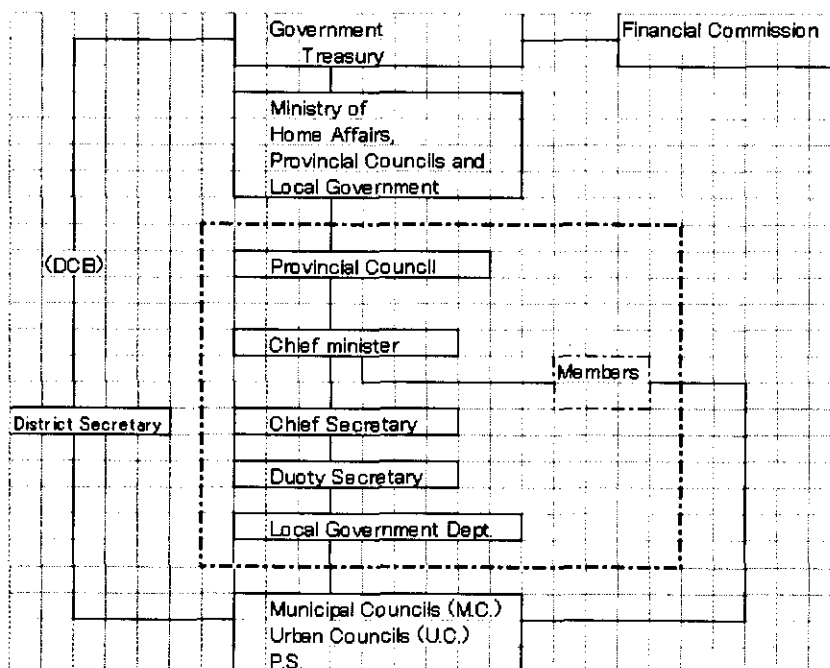 Government
Treasury
Financial Commission
Ministry of
Home Affairs,
Provincial Councils and
Local Government
(DCB)
Provincial Council
Chief minister
Members
District Secretary
Chief Secretary
Duoty Secretary
Local Government Dept.
Municipal Councils (M.C.)
Urban Councils (U.C.)
P.S.